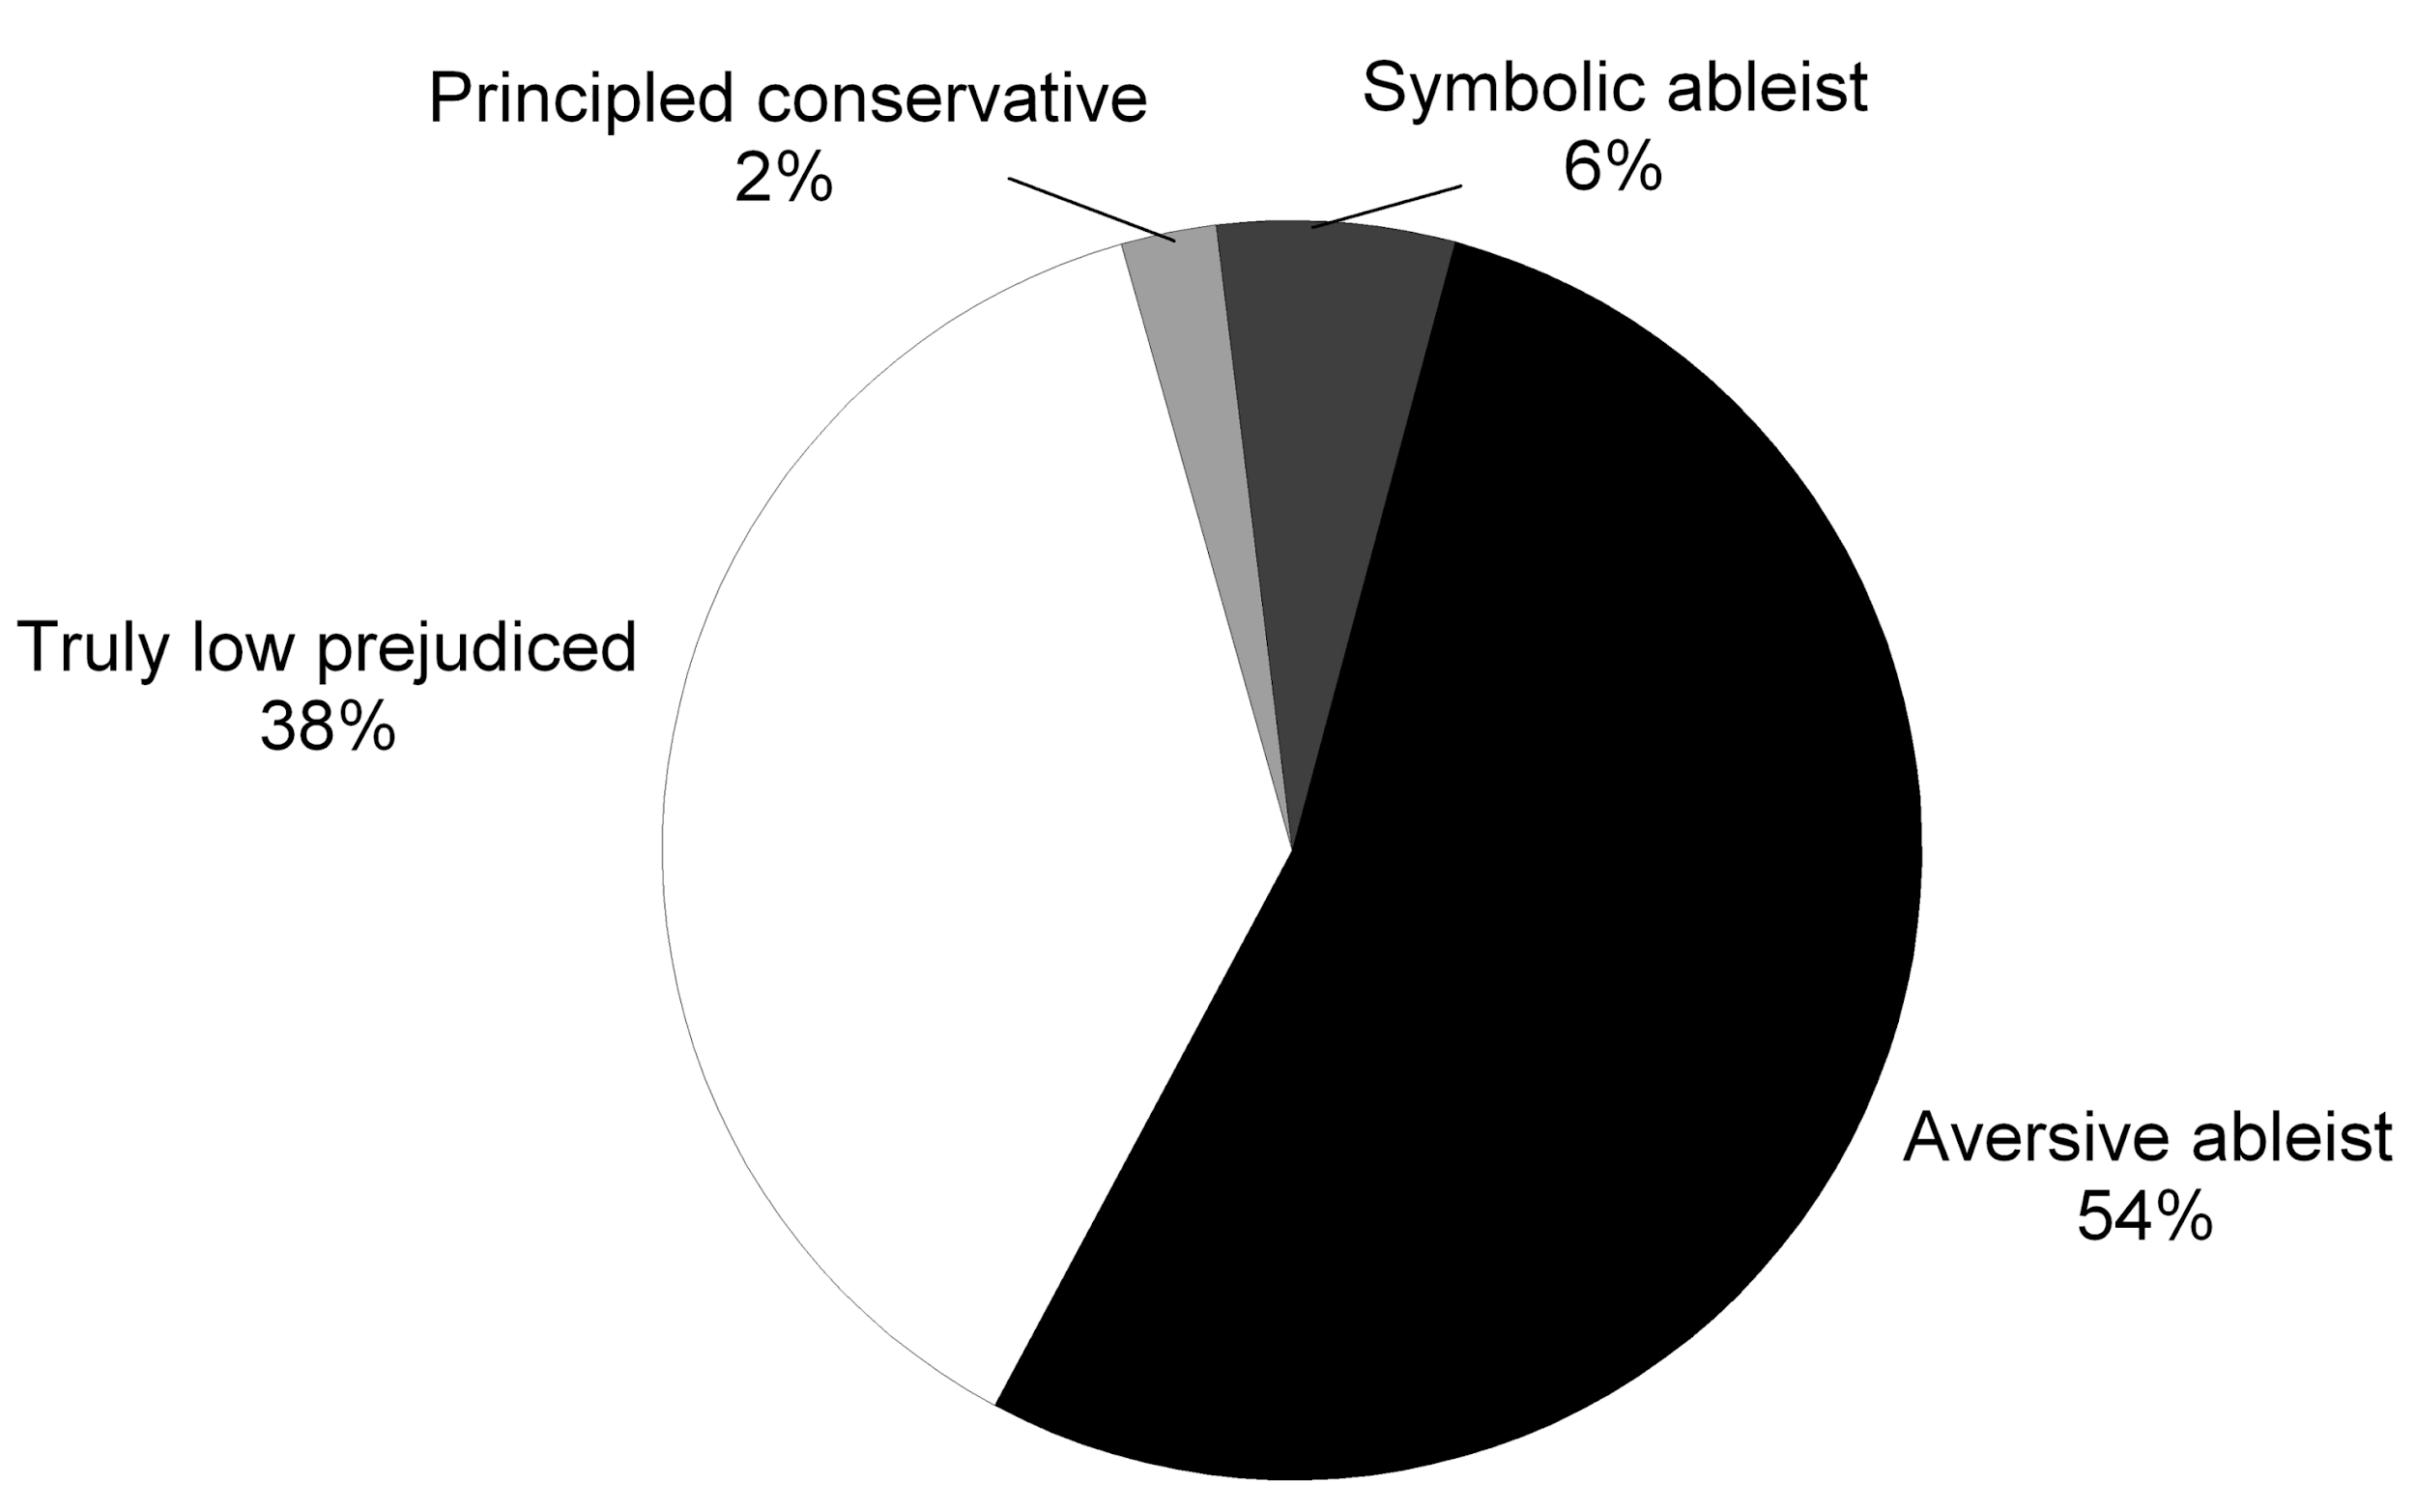 Principled conservative
2%
Symbolic ableist
6%
Truly low prejudiced
38%
Aversive ableist
54%